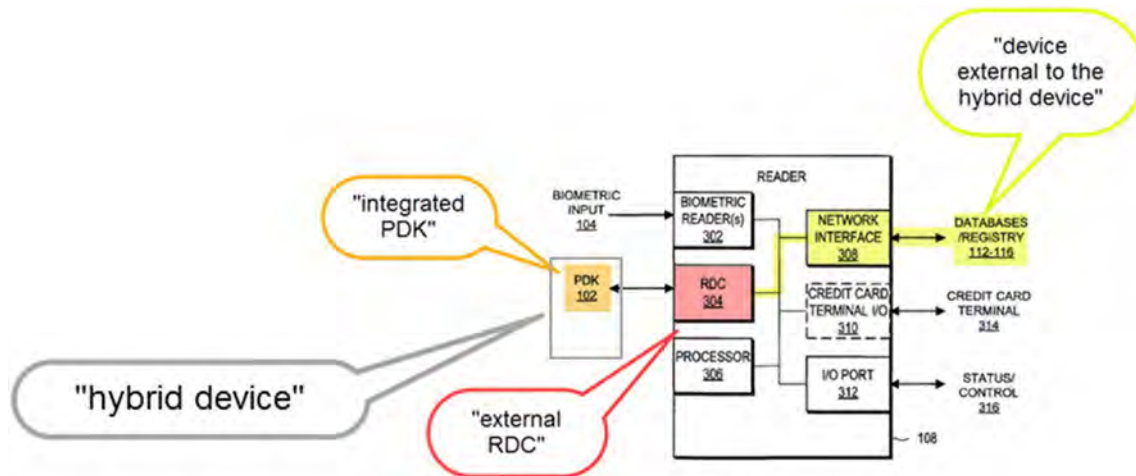 "device
external to the
hybrid device"
READER
BIOMETRIC
INPUT
104
BIOMETRIC
READER(s)
302
NETWORK
INTERFACE
308
DATABASES
/REGISTRY
112-116
"integrated
PDK"
PDK
102
RDC
304
CREDIT CARD
TERMINAL I/O
310
CREDIT CARD
TERMINAL
314
"hybrid device"
PROCESSOR
306
I/O PORT
312
STATUS/
CONTROL
316
"external
RDC"
108